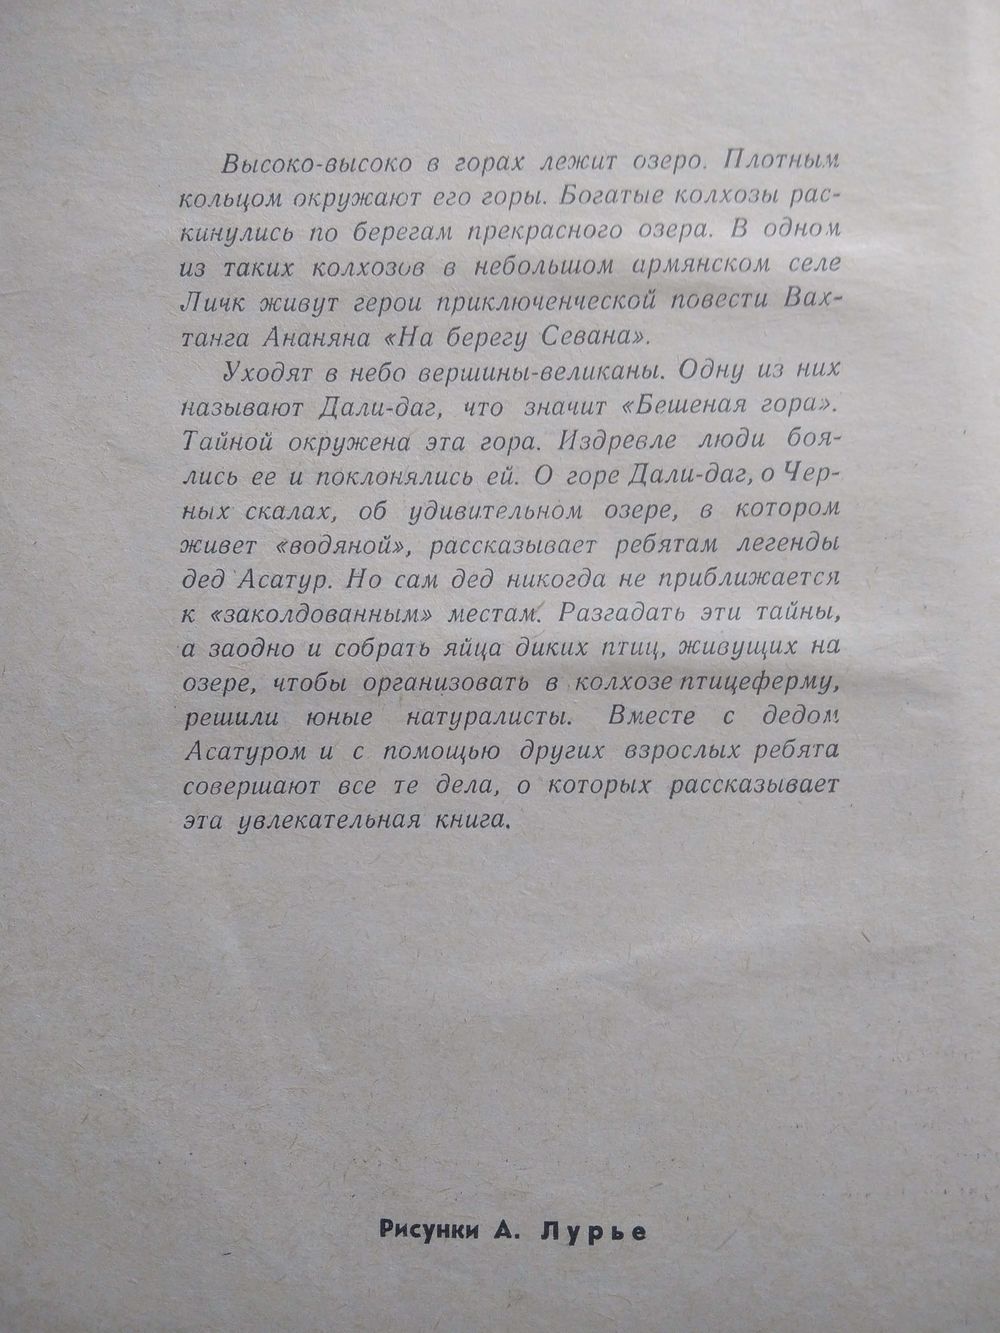 Высоко-высоко в горах лежит озеро. Плотным
кольцом окружают его горы. Богатые колхозы рас-
кинулись по берегам прекрасного озера. В одном
из таких колхозов в небольшом армянском селе
Личк живут герои приключенческой повести Вах-
танга Ананяна «На берегу Севана».
Уходят в небо вершины-великаны. Одну из них
называют Дали-даг, что значит «Бешеная гора».
Тайной окружена эта гора. Издревле люди боя-
лись ее и поклонялись ей. О горе Дали-даг, о Чер-
ных скалах, об удивительном озере, в котором
живет «водяной», рассказывает ребятам легенды
дед Асатур. Но сам дед никогда не приближается
к «заколдованным» местам. Разгадать эти тайны,
а заодно и собрать яйца диких птиц, живущих на
озере, чтобы организовать в колхозе птицеферму,
решили юные натуралисты. Вместе с дедом
Асатуром и с помощью других взрослых ребята
совершают все те дела, о которых рассказывает
эта увлекательная книга.
Рисунки А. Лурье